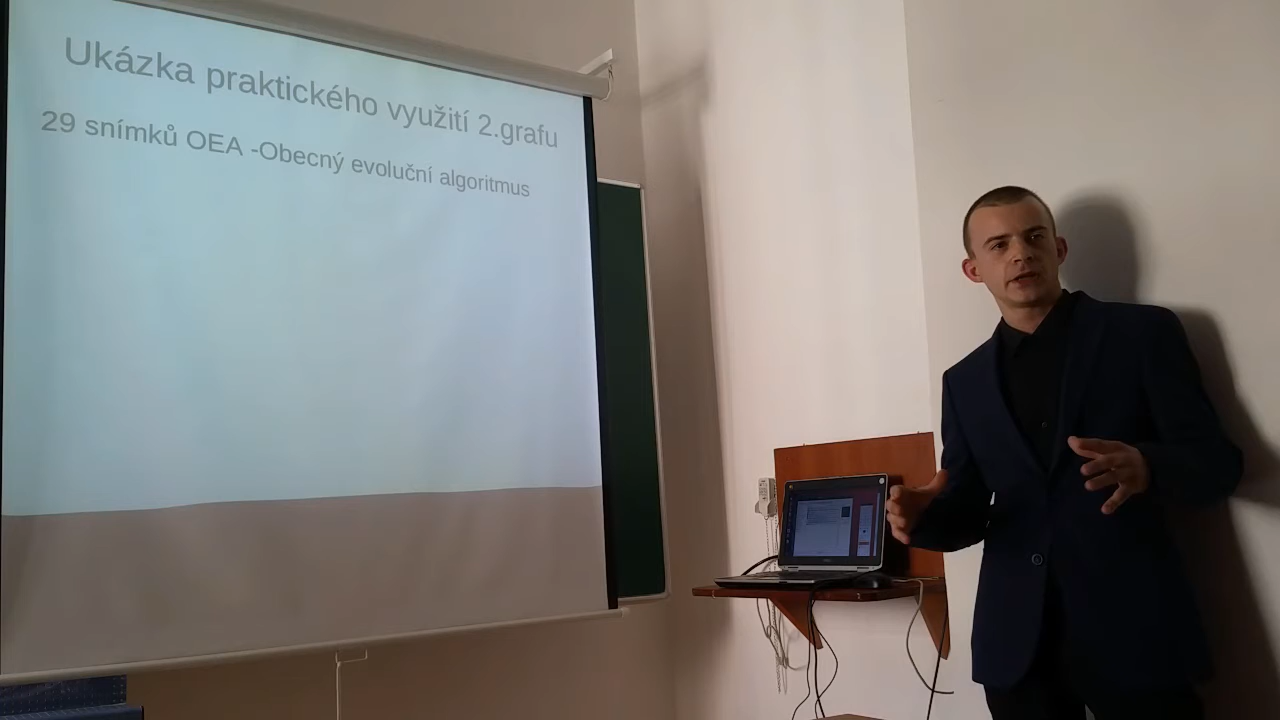 Ukázka praktického využití 2.grafu
29 snímků OEA -Obecný evoluční algoritmus